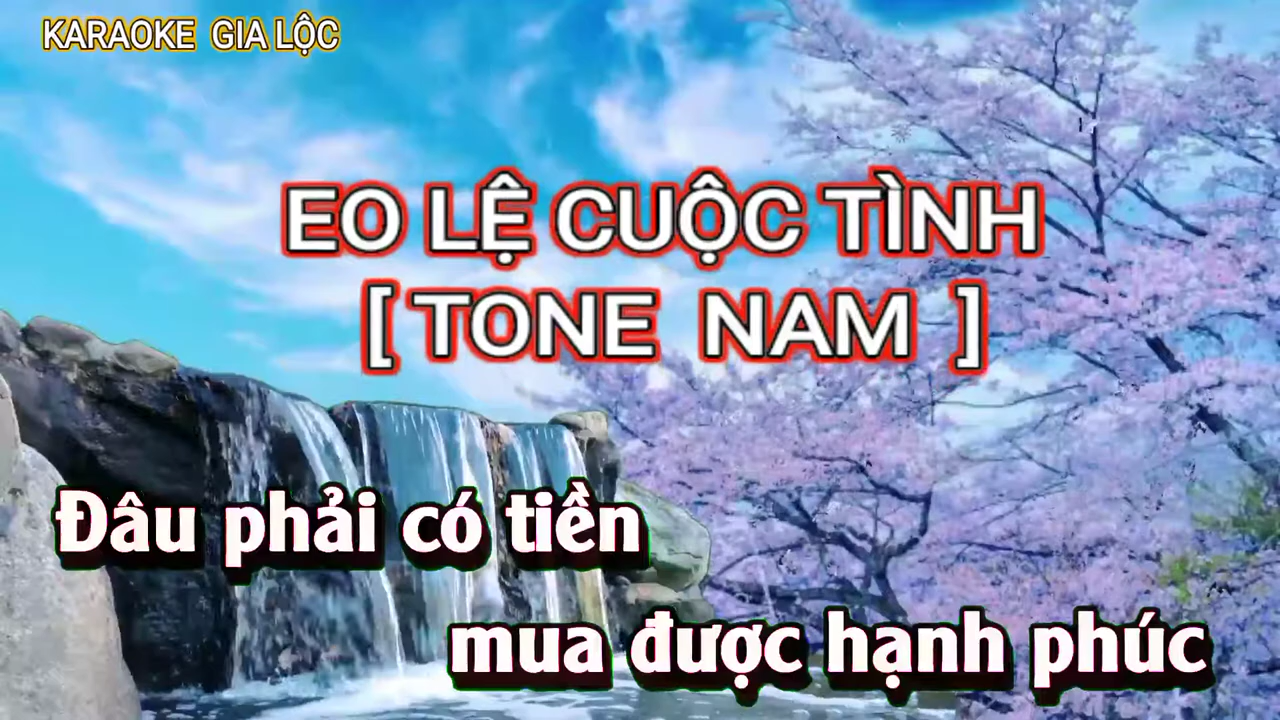 KARAOKE GIA LỘC
EO LỆ CUỘC TÌNH
[ TONE NAM ]
Đâu phải có tiền
mua được hạnh phúc